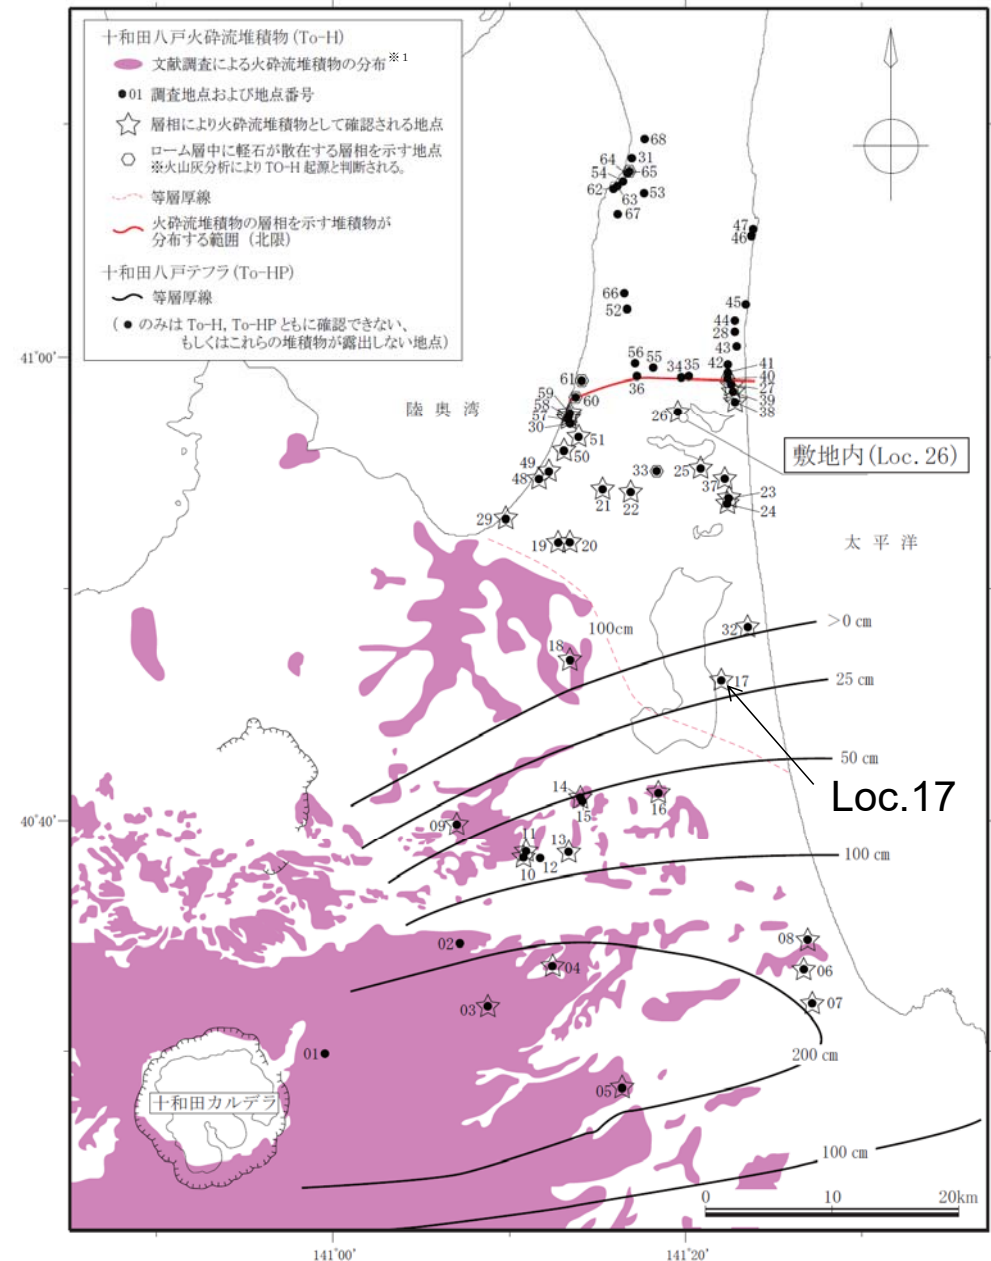 十和田八戸火砕流堆積物(To-H)
文献調査による火砕流堆積物の分布※1
01 調査地点および地点番号
層相により火砕流堆積物として確認される地点
ローム層中に軽石が散在する層相を示す地点
※火山灰分析によりTO-H起源と判断される。
等層厚線
火砕流堆積物の層相を示す堆積物が
分布する範囲（北限）
十和田八戸テフラ(To-HP)
等層厚線
(●のみはTo-H, To-HPともに確認できない、
もしくはこれらの堆積物が露出しない地点)
68
31
64
65
54
62
63
53
67
47
46
66
52
45
44
28
43
41°00'
56
55
34
35
42
41
40
61
36
27
60
39
38
59
58
57
30
26
陸奥湾
51
50
敷地内(Loc.26)
49
48
33
25
37
23
24
21
22
29
19
20
太平洋
100cm
32
>0 cm
18
17
25 cm
50 cm
Loc.17
14
15
16
40°40'
09
11
13
10
12
100 cm
02
08
04
06
03
07
01
200 cm
05
十和田カルデラ
100 cm
0
10
20km
141°00'
141°20'